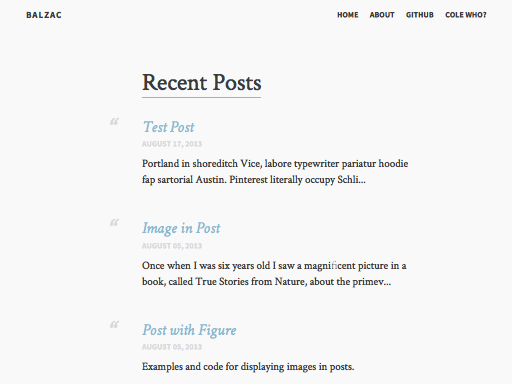 BALZAC
HOME ABOUT GITHUB COLE WHO?
Recent Posts
“
Test Post
AUGUST 17, 2013
Portland in shoreditch Vice, labore typewriter pariatur hoodie
fap sartorial Austin. Pinterest literally occupy Schli...
“
Image in Post
AUGUST 05, 2013
Once when I was six years old I saw a magnificent picture in a
book, called True Stories from Nature, about the primev...
“
Post with Figure
AUGUST 05, 2013
Examples and code for displaying images in posts.